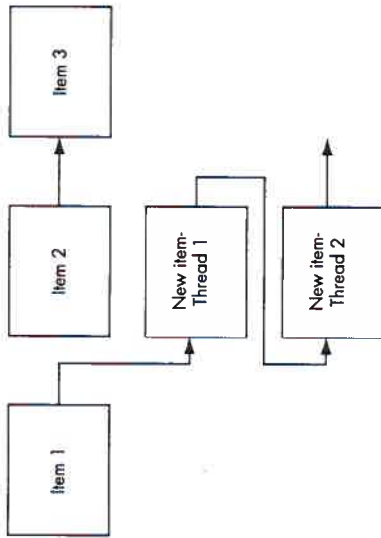 Item 1
Item 2
Item 3
New item-
Thread 1
New item-
Thread 2